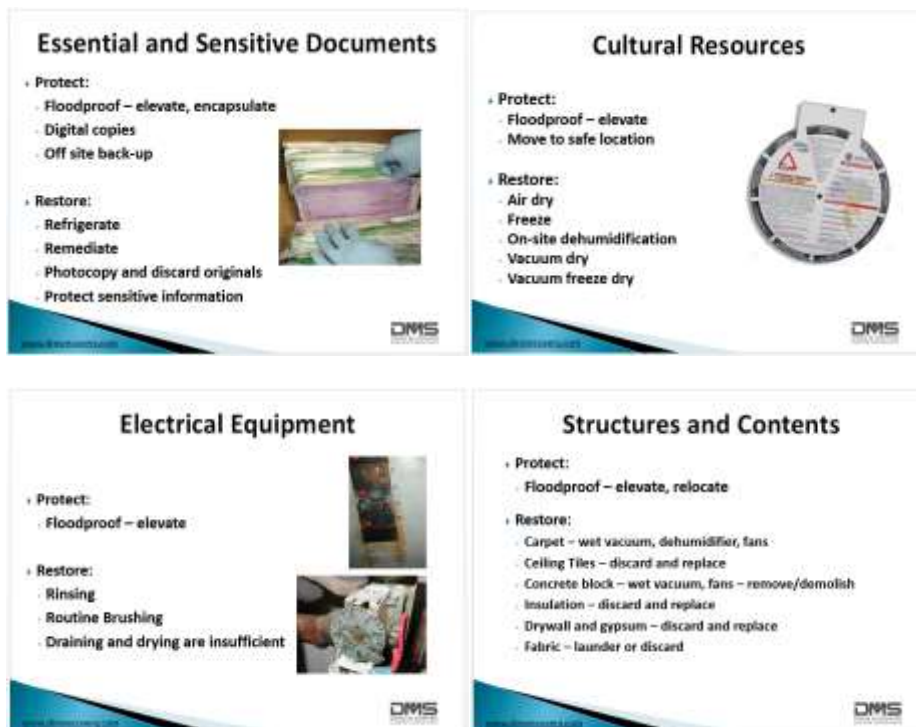 Essential and Sensitive Documents
Protect:
Floodproof – elevate, encapsulate
Digital copies
Off site back-up
Restore:
Refrigerate
Remediate
Photocopy and discard originals
Protect sensitive information
DMS
Cultural Resources
Protect:
Floodproof – elevate
Move to safe location
Restore:
Air dry
Freeze
On-site dehumidification
Vacuum dry
Vacuum freeze dry
DMS
Electrical Equipment
Protect:
Floodproof – elevate
Restore:
Rinsing
Routine Brushing
Draining and drying are insufficient
DMS
Structures and Contents
Protect:
Floodproof – elevate, relocate
Restore:
Carpet – wet vacuum, dehumidifier, fans
Ceiling Tiles – discard and replace
Concrete block – wet vacuum, fans – remove/demolish
Insulation – discard and replace
Drywall and gypsum – discard and replace
Fabric – launder or discard
DMS